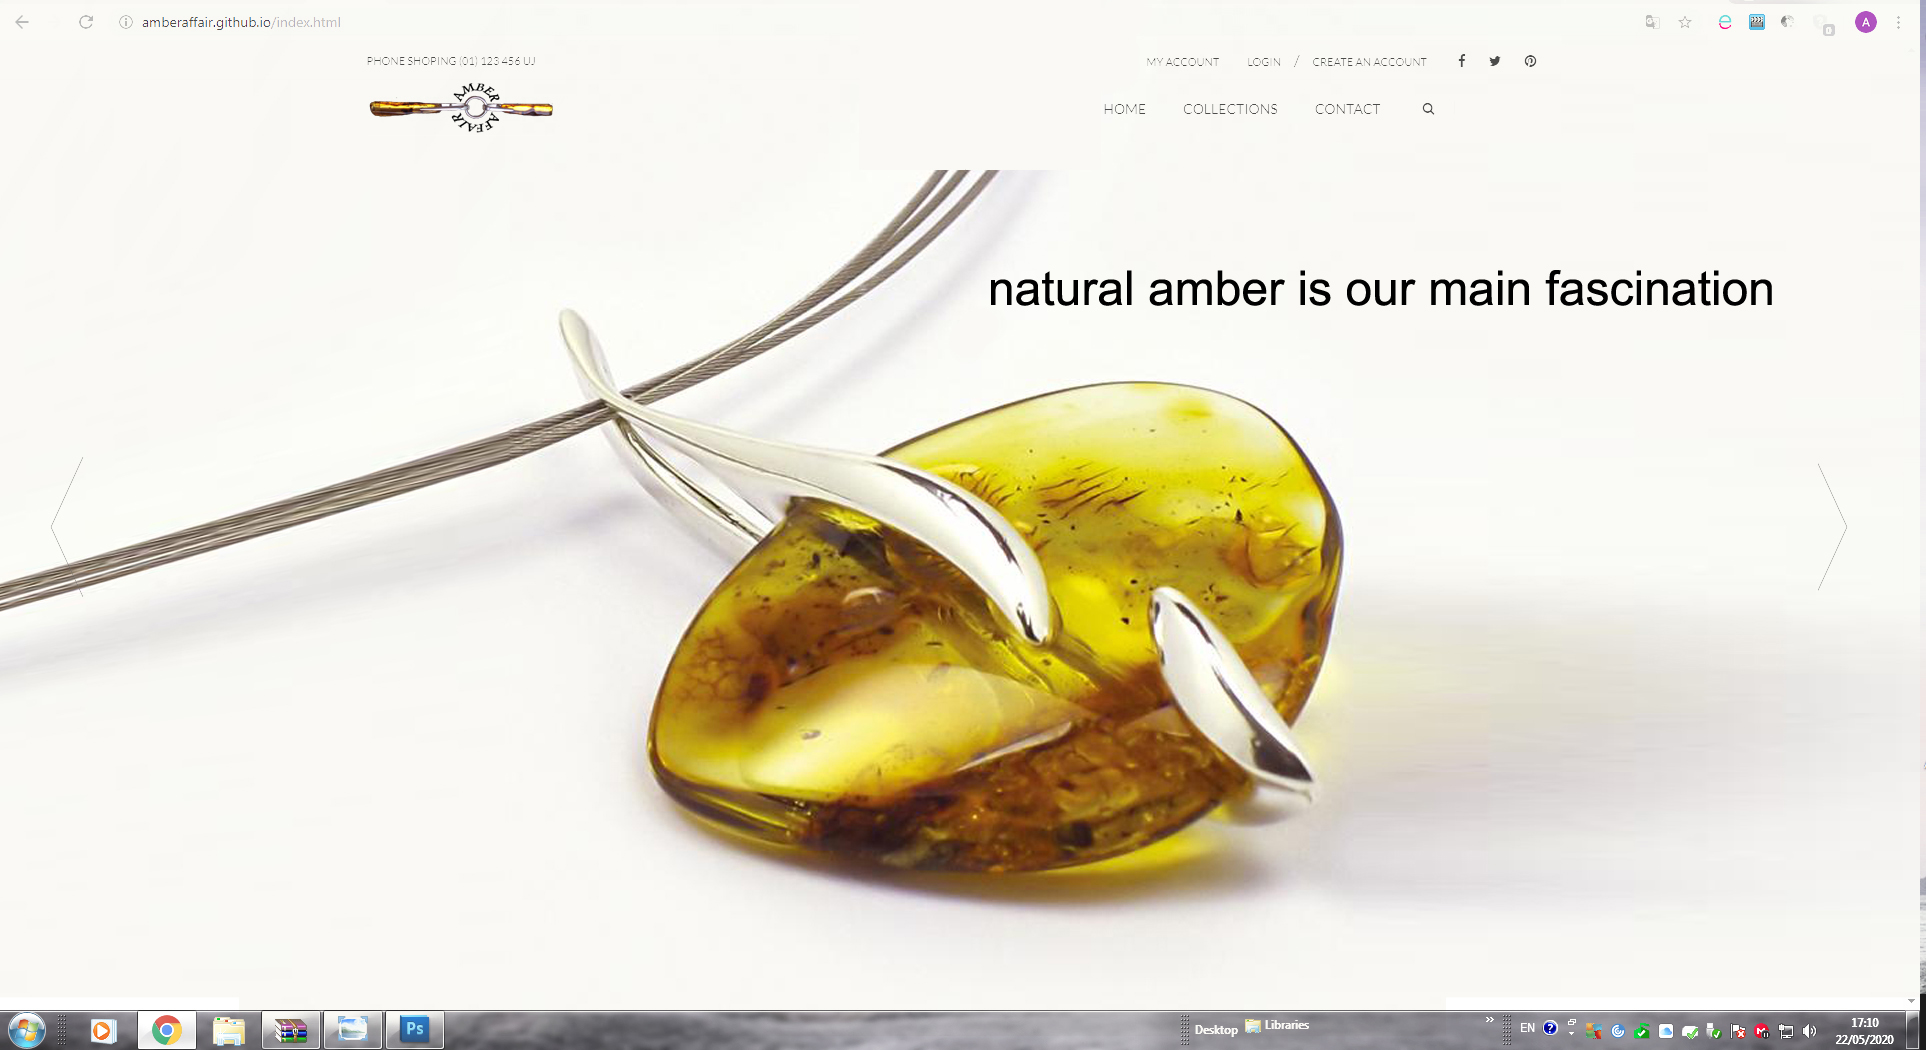 amberaffair.github.io/index.html
A
PHONE SHOPING (01) 123 456 UJ
MY ACCOUNT LOGIN / CREATE AN ACCOUNT
AMBER
AFFAIR
HOME COLLECTIONS CONTACT
natural amber is our main fascination
Ps
Desktop Libraries
EN
17:10
22/05/2020